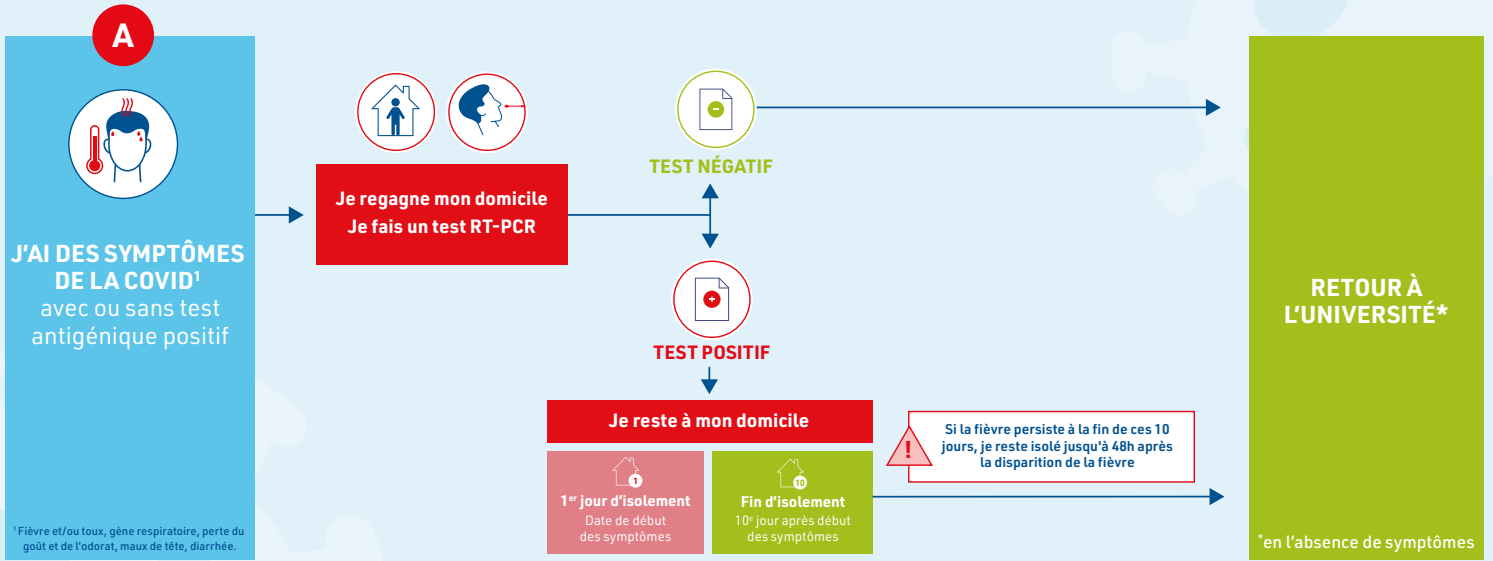 A
J'AI DES SYMPTÔMES
DE LA COVID¹
avec ou sans test
antigénique positif
¹Fièvre et/ou toux, gène respiratoire, perte du
goût et de l'odorat, maux de tête, diarrhée.
Je regagne mon domicile
Je fais un test RT-PCR
-
TEST NÉGATIF
+
TEST POSITIF
Je reste à mon domicile
1
1er jour d'isolement
Date de début
des symptômes
10
Fin d'isolement
10e jour après début
des symptômes
!
Si la fièvre persiste à la fin de ces 10
jours, je reste isolé jusqu'à 48h après
la disparition de la fièvre
RETOUR À
L'UNIVERSITÉ*
*en l'absence de symptômes